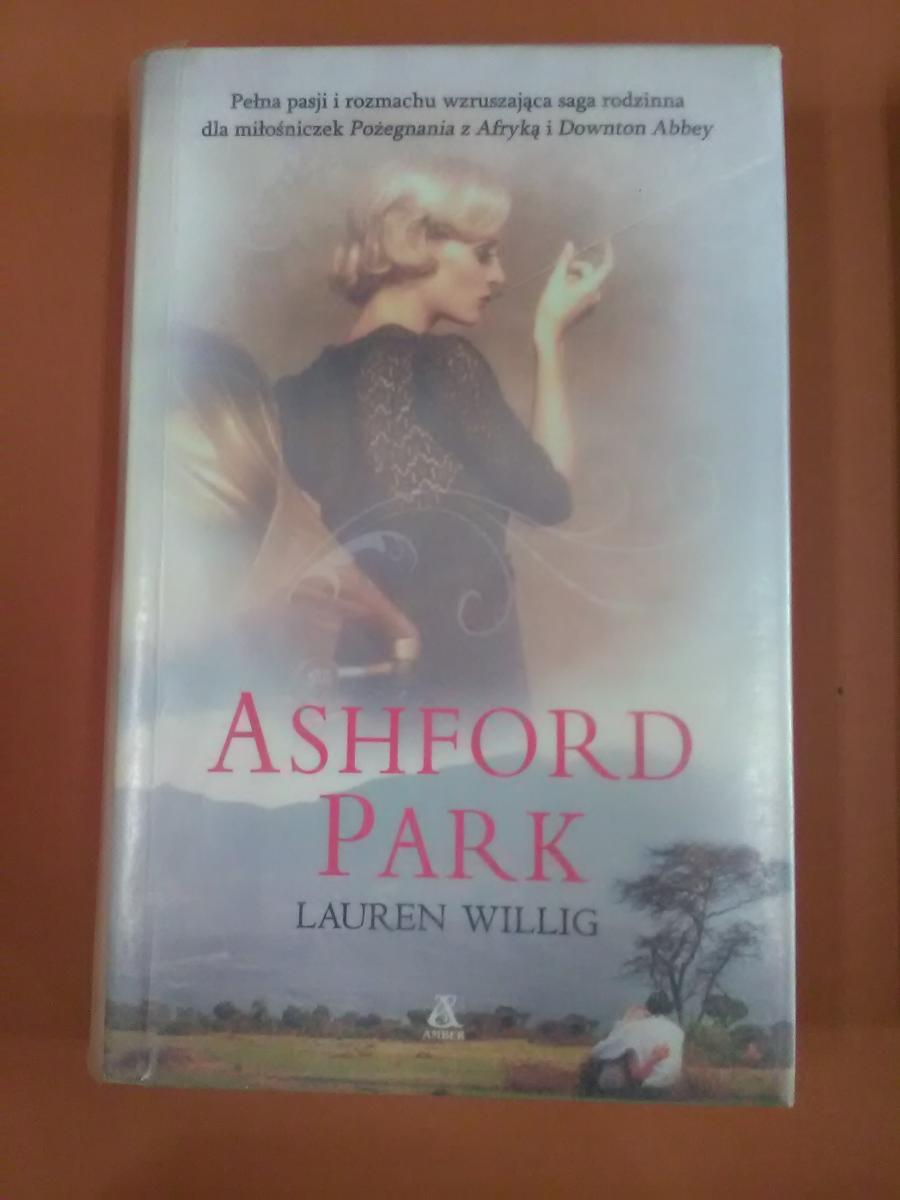 Pełna pasji i rozmachu wzruszająca saga rodzinna
dla miłośniczek Pożegnania z Afryką i Downton Abbey
ASHFORD
PARK
LAUREN WILLIG
AMBER